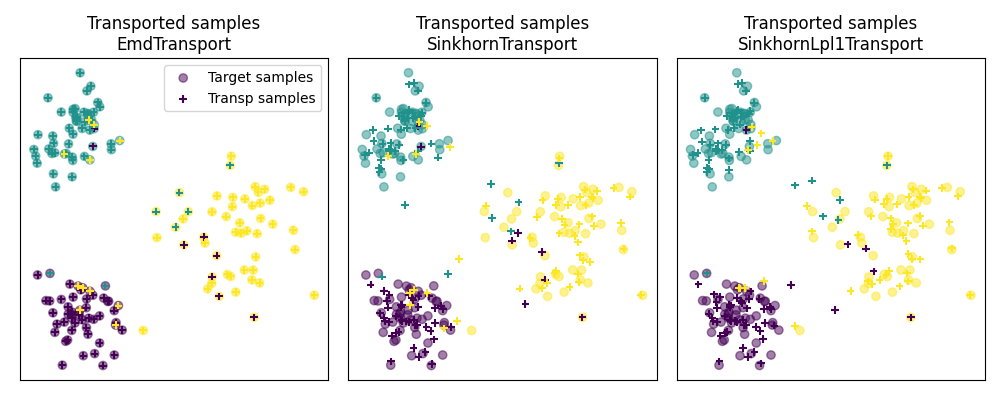 Transported samples
EmdTransport
Target samples
Transp samples
Transported samples
SinkhornTransport
Transported samples
SinkhornLpl1Transport